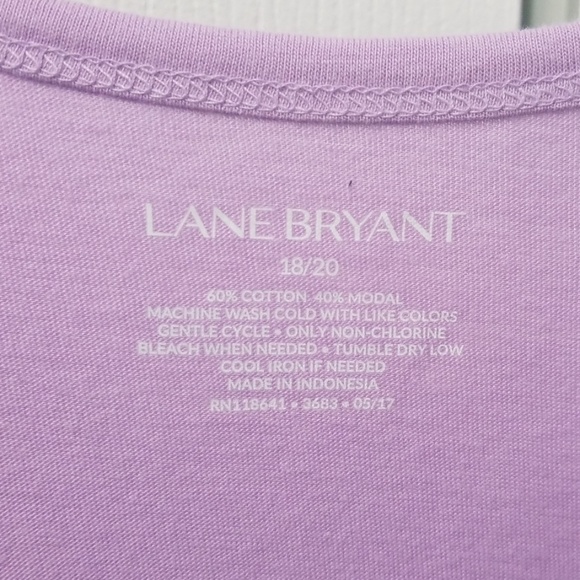 LANE BRYANT
18/20
60% COTTON 40% MODAL
MACHINE WASH COLD WITH LIKE COLORS
GENTLE CYCLE • ONLY NON-CHLORINE
BLEACH WHEN NEEDED • TUMBLE DRY LOW
COOL IRON IF NEEDED
MADE IN INDONESIA
RN118641 • 3683 • 05/17